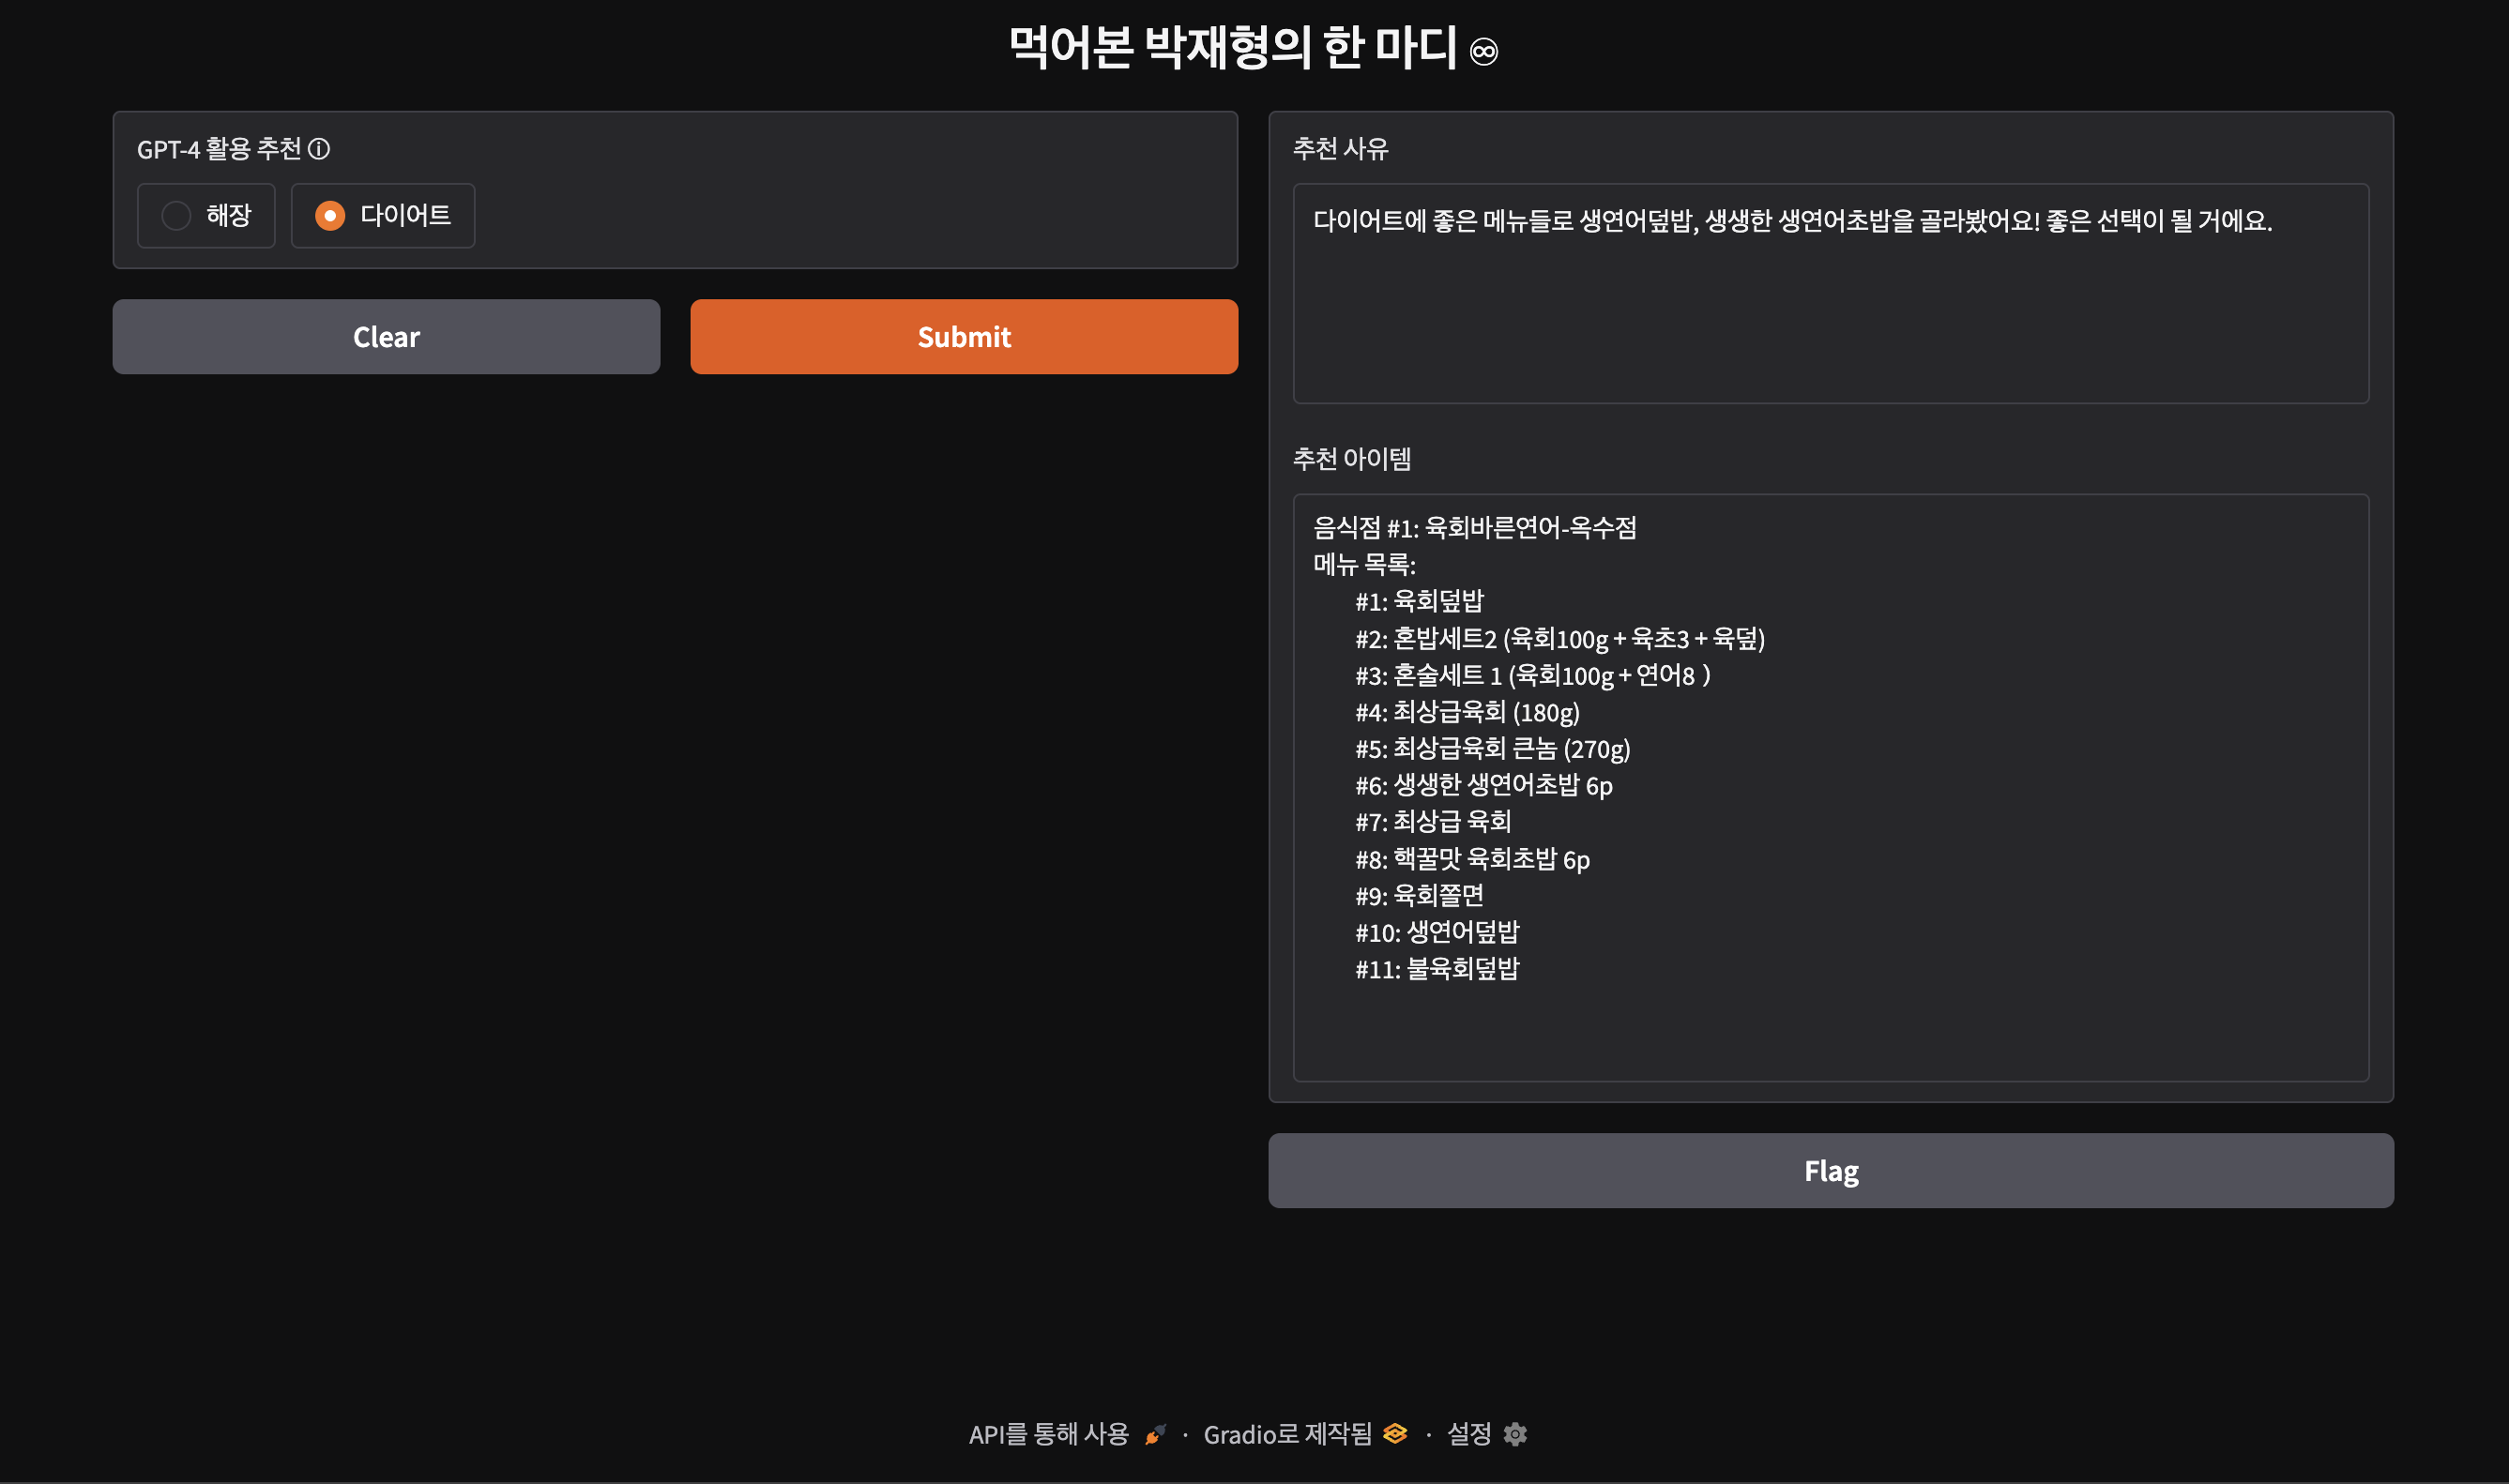 먹어본 박재형의 한 마디 ♾
GPT-4 활용 추천 ⓘ
해장
다이어트
Clear
Submit
추천 사유
다이어트에 좋은 메뉴들로 생연어덮밥, 생생한 생연어초밥을 골라봤어요! 좋은 선택이 될 거에요.
추천 아이템
음식점 #1: 육회바른연어-옥수점
메뉴 목록:
#1: 육회덮밥
#2: 혼밥세트2 (육회100g + 육초3 + 육덮)
#3: 혼술세트 1 (육회100g + 연어8 )
#4: 최상급육회 (180g)
#5: 최상급육회 큰놈 (270g)
#6: 생생한 생연어초밥 6p
#7: 최상급 육회
#8: 핵꿀맛 육회초밥 6p
#9: 육회쫄면
#10: 생연어덮밥
#11: 불육회덮밥
Flag
API를 통해 사용 · Gradio로 제작됨 · 설정